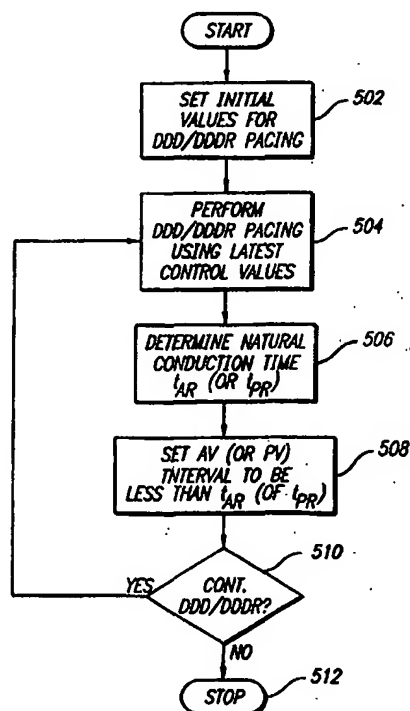 START
SET INITIAL
VALUES FOR
DDD/DDDR PACING
502
PERFORM
DDD/DDDR PACING
USING LATEST
CONTROL VALUES
504
DETERMINE NATURAL
CONDUCTION TIME
tAR (OR tPR)
506
SET AV (OR PV)
INTERVAL TO BE
LESS THAN tAR (OF tPR)
508
510
CONT.
DDD/DDDR?
YES
NO
STOP
512